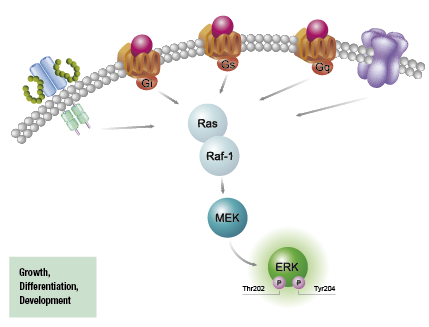 Gi
Gs
Gq
Ras
Raf-1
MEK
ERK
P P
Thr202 Tyr204
Growth,
Differentiation,
Development